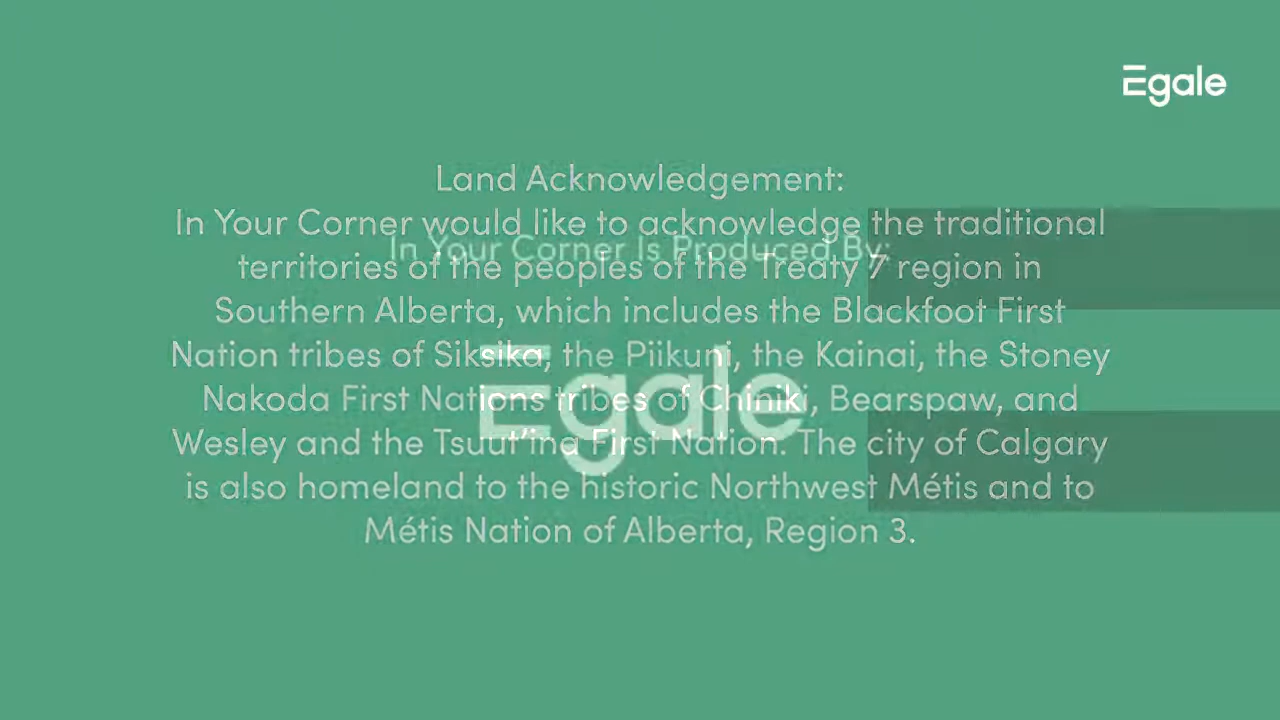 Egale
Land Acknowledgement:
In Your Corner would like to acknowledge the traditional
In Your Corner Is Produced By:
territories of the peoples of the Treaty 7 region in
Southern Alberta, which includes the Blackfoot First
Nation tribes of Siksika, the Piikuni, the Kainai, the Stoney
Egale
Nakoda First Nations tribes of Chiniki, Bearspaw, and
Wesley and the Tsuut'ina First Nation. The city of Calgary
is also homeland to the historic Northwest Métis and to
Métis Nation of Alberta, Region 3.